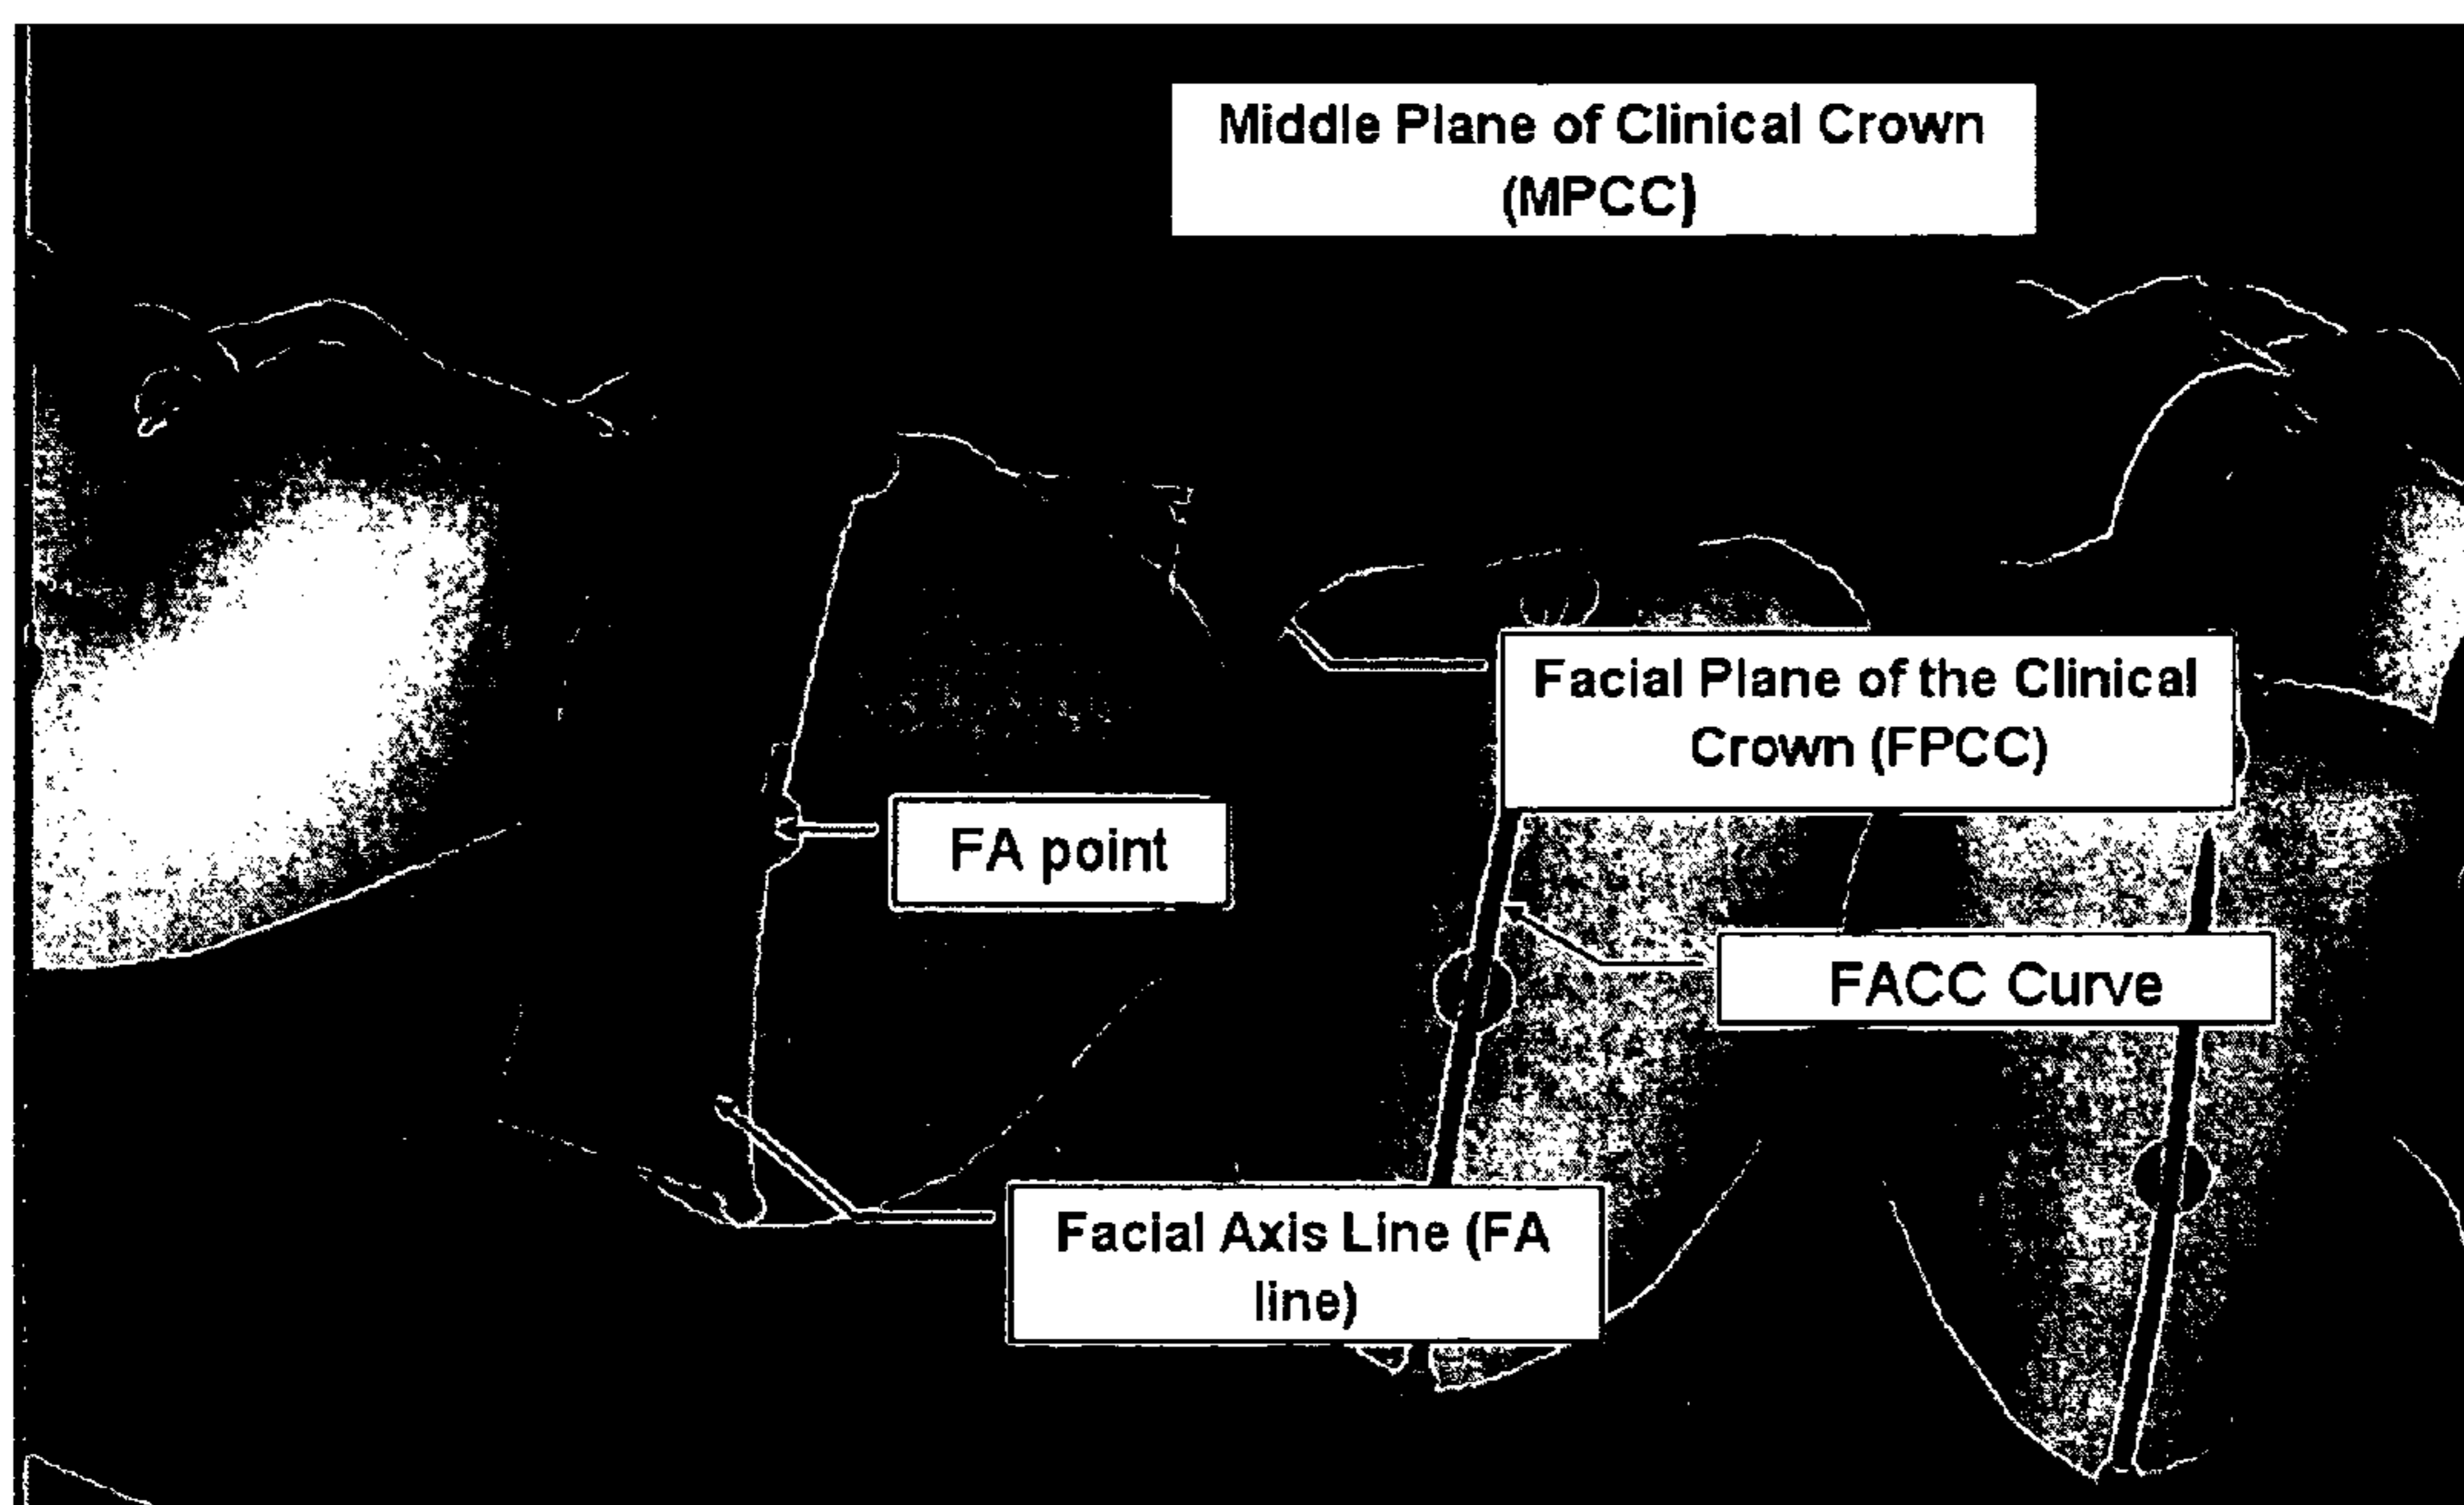 Middle Plane of Clinical Crown
(MPCC)
Facial Plane of the Clinical
Crown (FPCC)
FA point
FACC Curve
Facial Axis Line (FA
line)